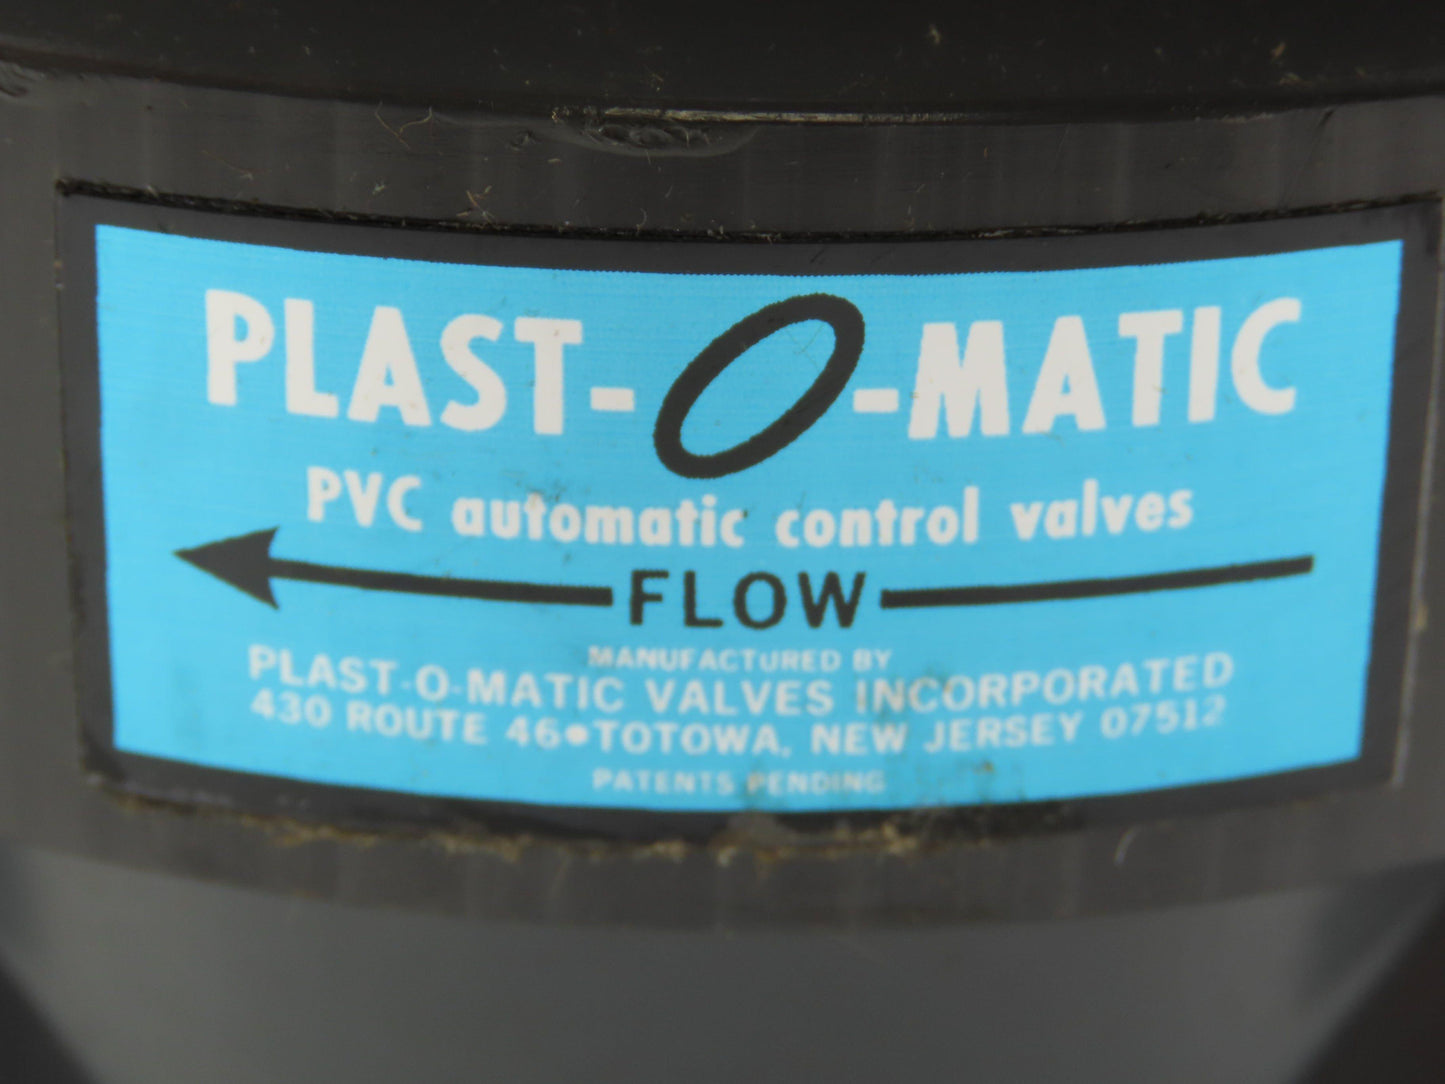 PLAST-O-MATIC
PVC automatic control valves
FLOW
MANUFACTURED BY
PLAST-O-MATIC VALVES INCORPORATED
430 ROUTE 46•TOTOWA, NEW JERSEY 07512
PATENTS PENDING